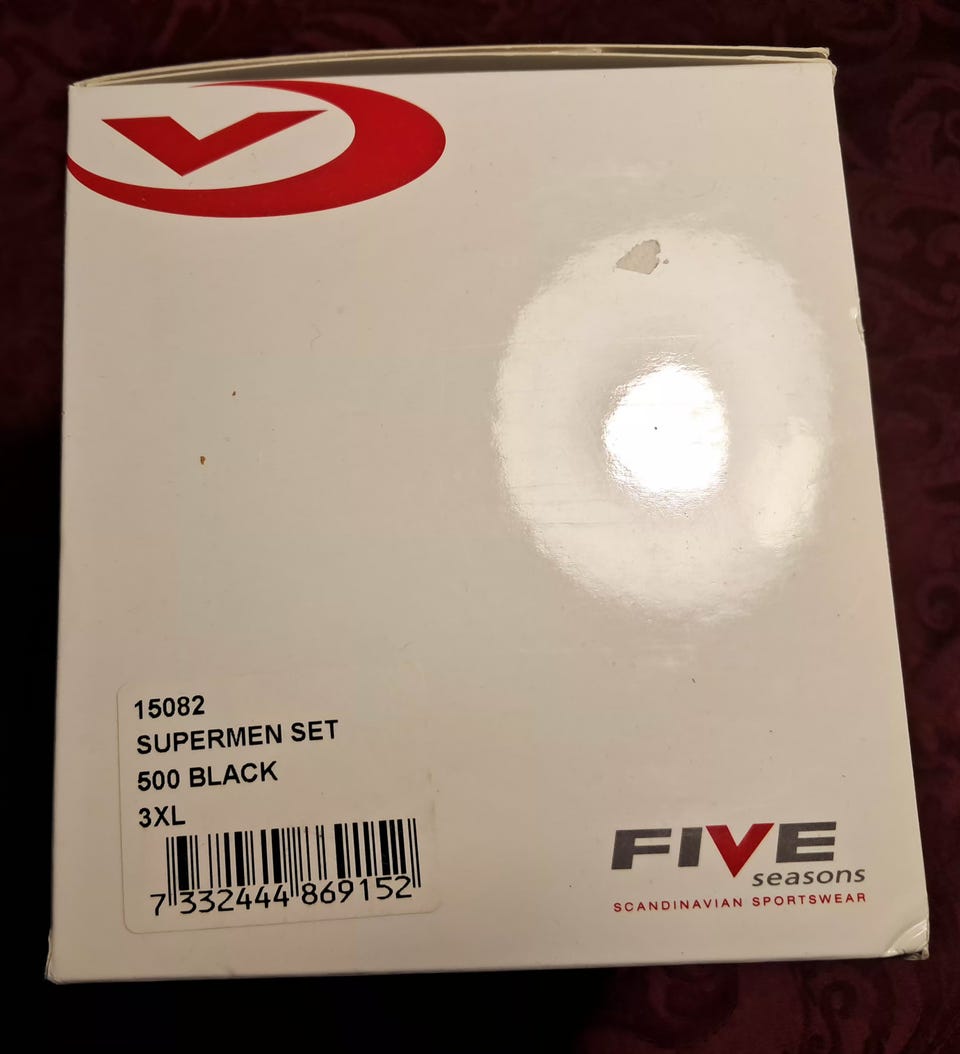 15082
SUPERMEN SET
500 BLACK
3XL
7 332444 869152
FIVE
seasons
SCANDINAVIAN SPORTSWEAR